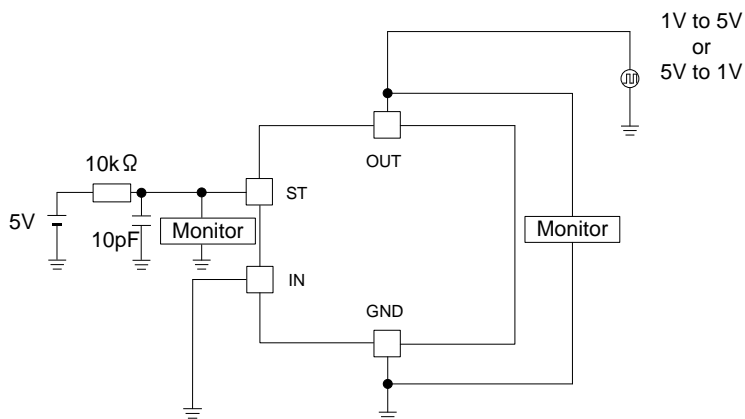 1V to 5V
or
5V to 1V
OUT
10kΩ
ST
5V
10pF
Monitor
Monitor
IN
GND